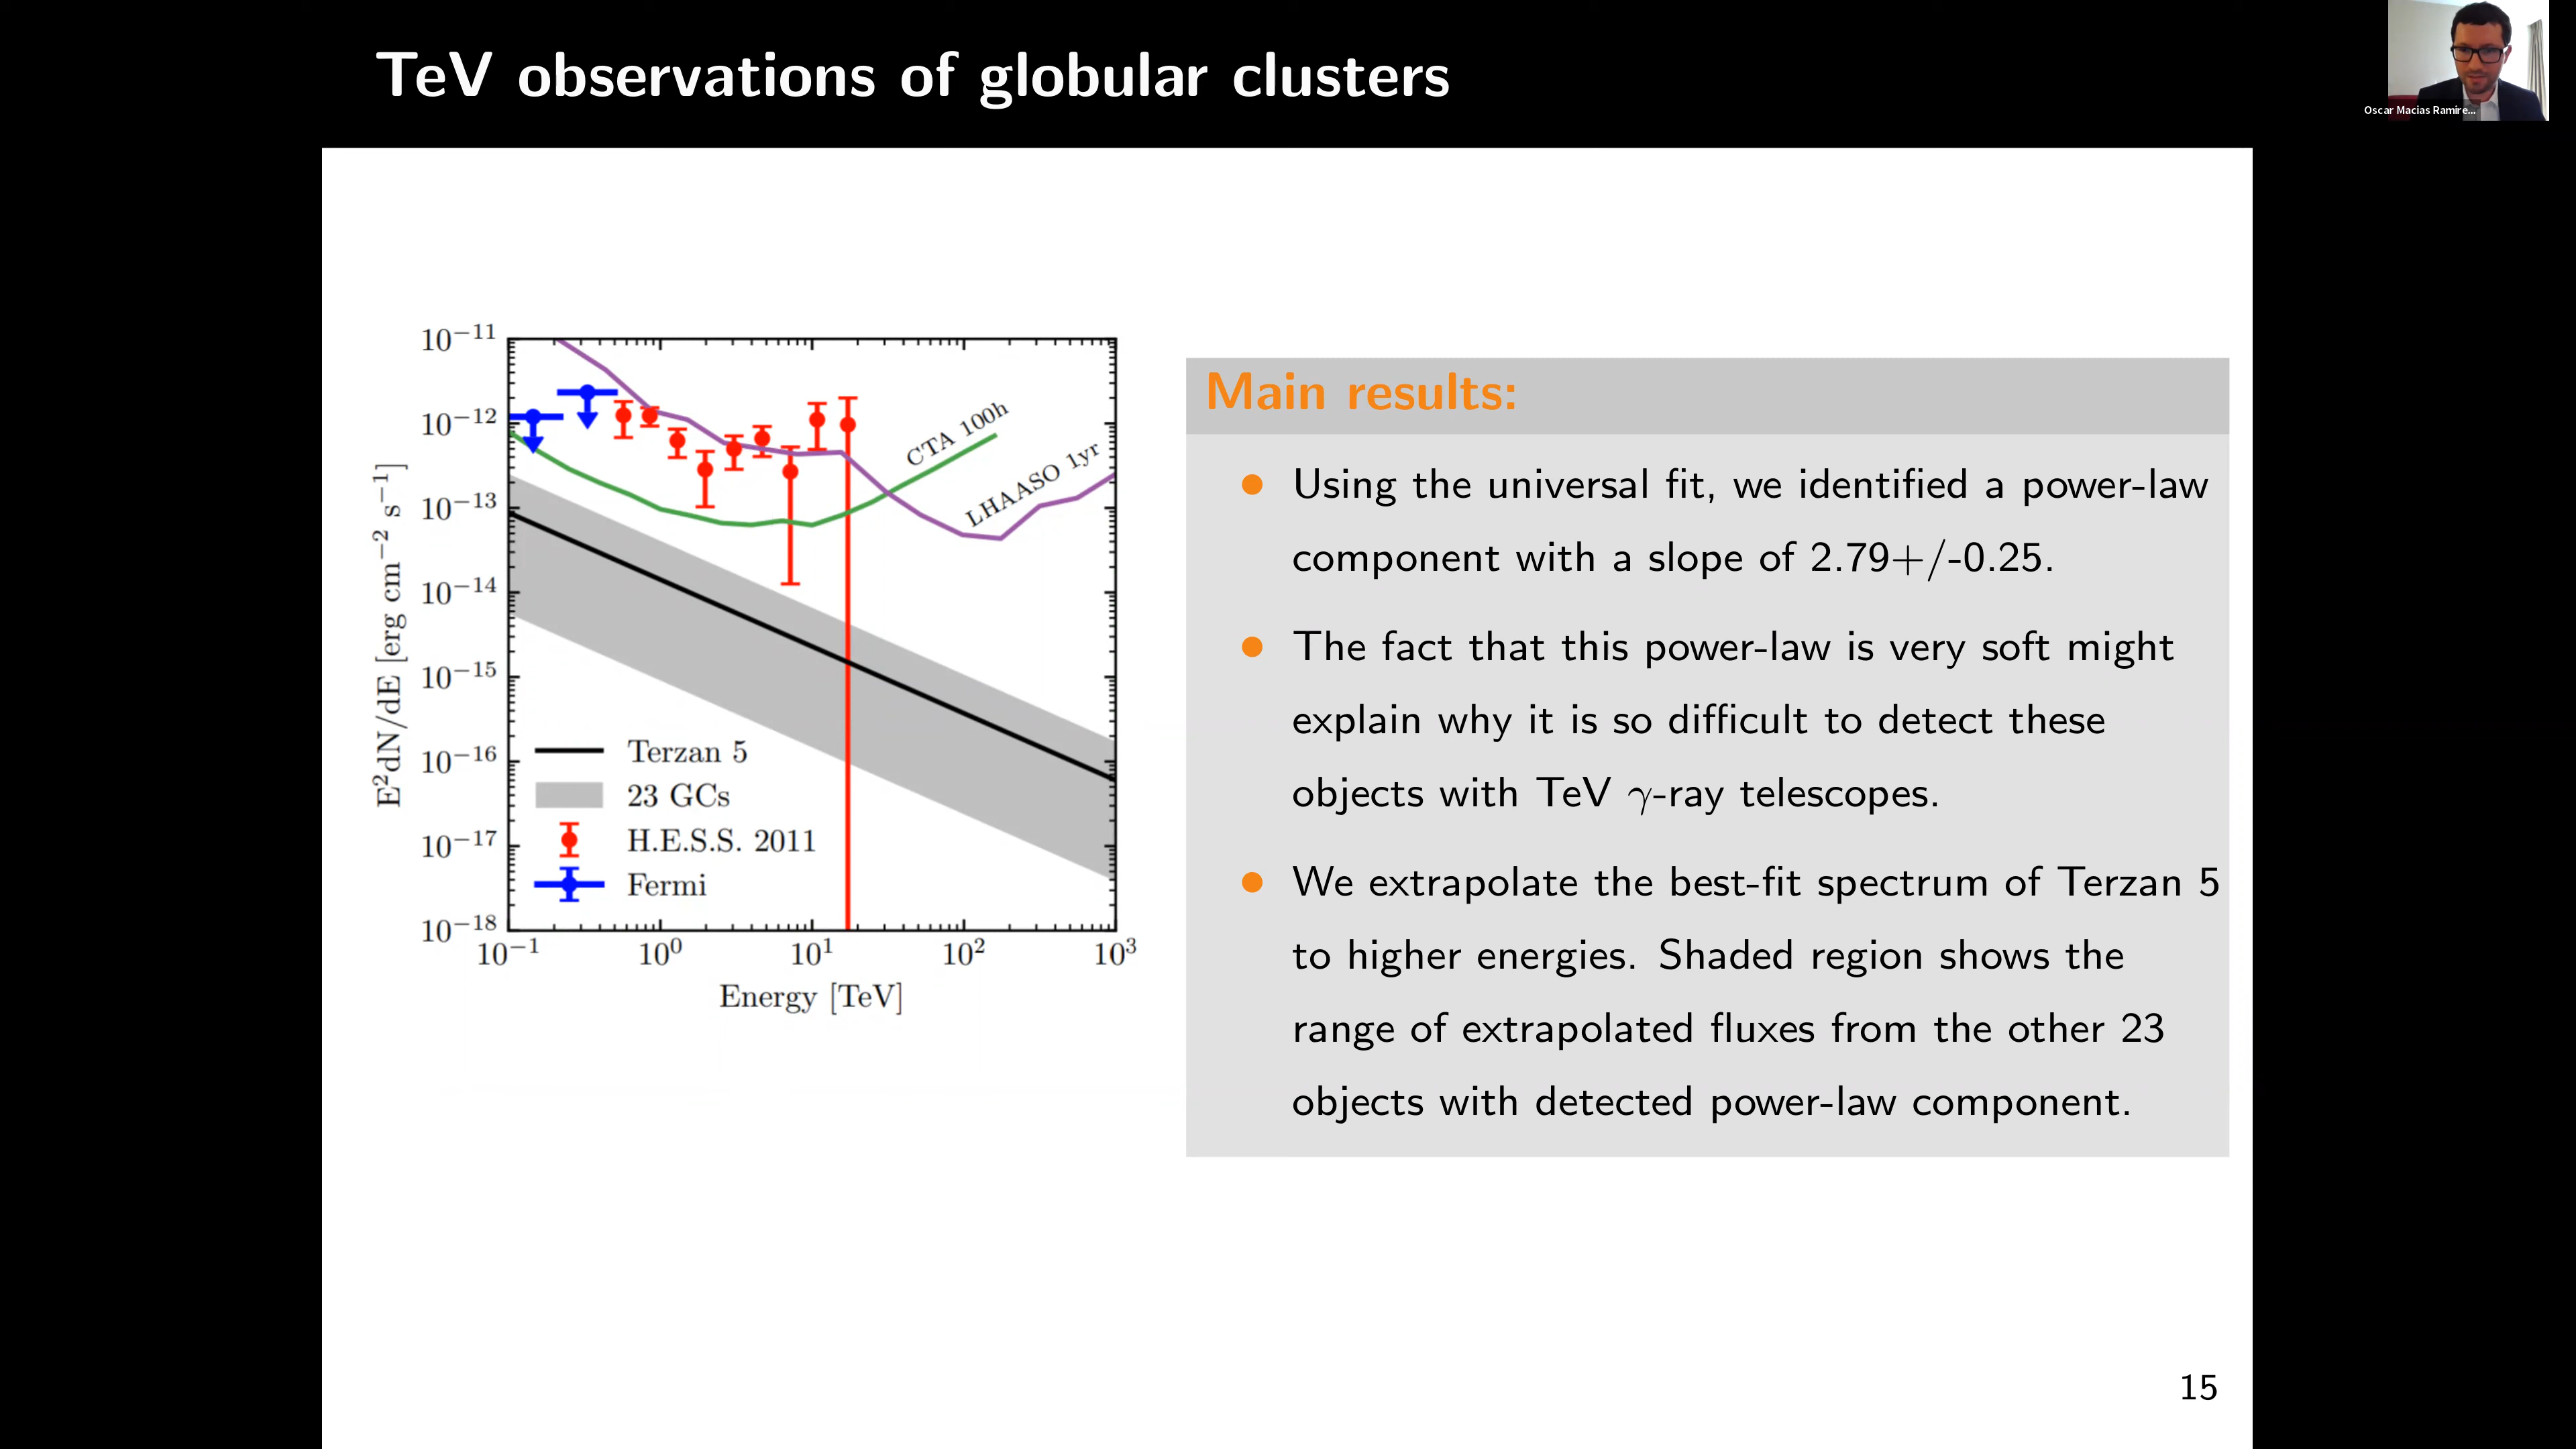 TeV observations of globular clusters
Oscar Macias Ramire...
10−11
10−12
10−13
10−14
10−15
10−16
10−17
10−18
E2dN/dE [erg cm−2 s−1]
CTA 100h
LHAASO 1yr
Terzan 5
23 GCs
H.E.S.S. 2011
Fermi
10−1 100 101 102 103
Energy [TeV]
Main results:
• Using the universal fit, we identified a power-law
component with a slope of 2.79+/-0.25.
• The fact that this power-law is very soft might
explain why it is so difficult to detect these
objects with TeV γ-ray telescopes.
• We extrapolate the best-fit spectrum of Terzan 5
to higher energies. Shaded region shows the
range of extrapolated fluxes from the other 23
objects with detected power-law component.
15